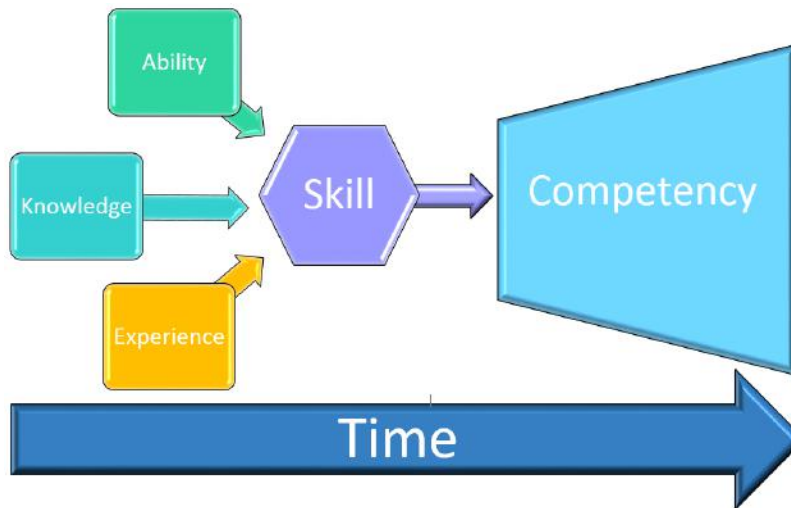 Ability
Knowledge
Experience
Skill
Competency
Time